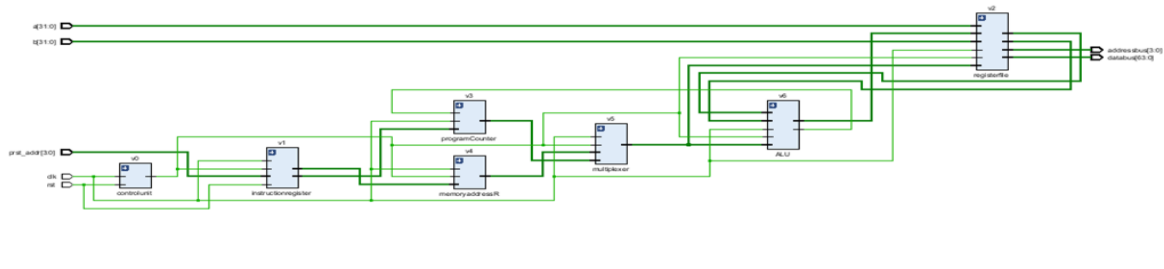 v2
a[31:0]
b[31:0]
addressbus[3:0]
databus[63:0]
registerfile
v3
v6
programCounter
v5
prst_addr[3:0]
v0
v1
v4
ALU
multiplexer
clk
controlunit
instructionregister
memoryaddressR